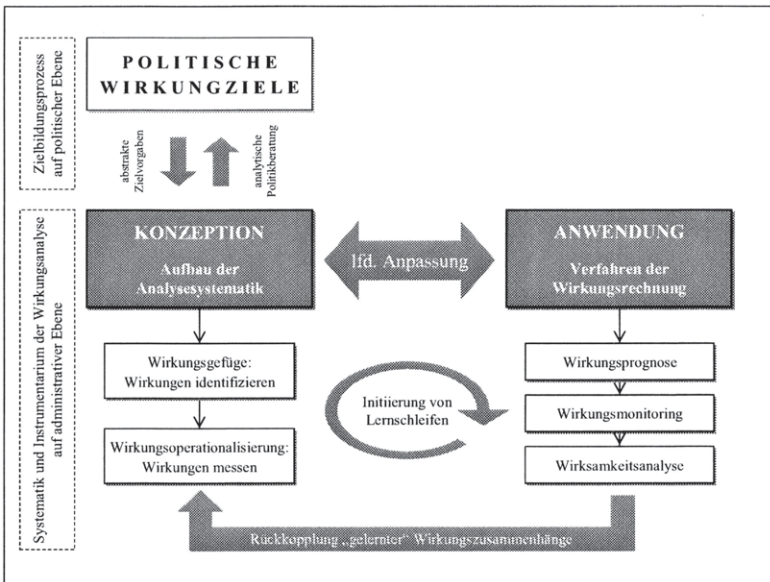 Zielbildungsprozess
auf politischer Ebene
POLITISCHE
WIRKUNGZIELE
abstrakte
Zielvorgaben
analytische
Politikberatung
Systematik und Instrumentarium der Wirkungsanalyse
auf administrativer Ebene
KONZEPTION
Aufbau der
Analysesystematik
lfd. Anpassung
ANWENDUNG
Verfahren der
Wirkungsrechnung
Wirkungsgefüge:
Wirkungen identifizieren
Wirkungsoperationalisierung:
Wirkungen messen
Initiierung von
Lernschleifen
Wirkungsprognose
Wirkungsmonitoring
Wirksamkeitsanalyse
Rückkopplung „gelernter“ Wirkungszusammenhänge